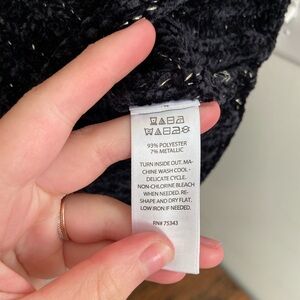 93% POLYESTER
7% METALLIC
TURN INSIDE OUT. MA-
CHINE WASH COOL -
DELICATE CYCLE.
NON-CHLORINE BLEACH
WHEN NEEDED. RE-
SHAPE AND DRY FLAT.
LOW IRON IF NEEDED.
RN# 75343